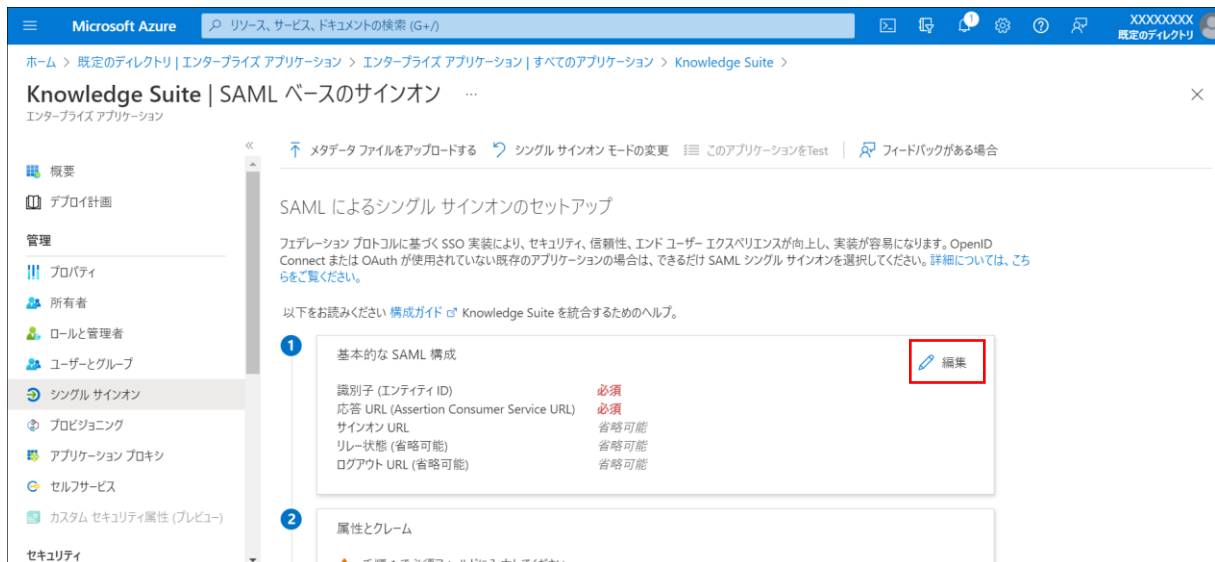 Microsoft Azure
リソース、サービス、ドキュメントの検索 (G+/)
1
XXXXXXXX
既定のディレクトリ
ホーム > 既定のディレクトリ | エンタープライズ アプリケーション > エンタープライズ アプリケーション | すべてのアプリケーション > Knowledge Suite >
Knowledge Suite | SAML ベースのサインオン ...
エンタープライズ アプリケーション
概要
デプロイ計画
管理
プロパティ
所有者
ロールと管理者
ユーザーとグループ
シングル サインオン
プロビジョニング
アプリケーション プロキシ
セルフサービス
カスタム セキュリティ属性 (プレビュー)
セキュリティ
メタデータ ファイルをアップロードする シングル サインオン モードの変更 このアプリケーションをTest フィードバックがある場合
SAML によるシングル サインオンのセットアップ
フェデレーション プロトコルに基づく SSO 実装により、セキュリティ、信頼性、エンド ユーザー エクスペリエンスが向上し、実装が容易になります。OpenID
Connect または OAuth が使用されていない既存のアプリケーションの場合は、できるだけ SAML シングル サインオンを選択してください。詳細については、こち
らをご覧ください。
以下をお読みください 構成ガイド Knowledge Suite を統合するためのヘルプ。
1
基本的な SAML 構成
編集
識別子 (エンティティ ID) 必須
応答 URL (Assertion Consumer Service URL) 必須
サインオン URL 省略可能
リレー状態 (省略可能) 省略可能
ログアウト URL (省略可能) 省略可能
2
属性とクレーム